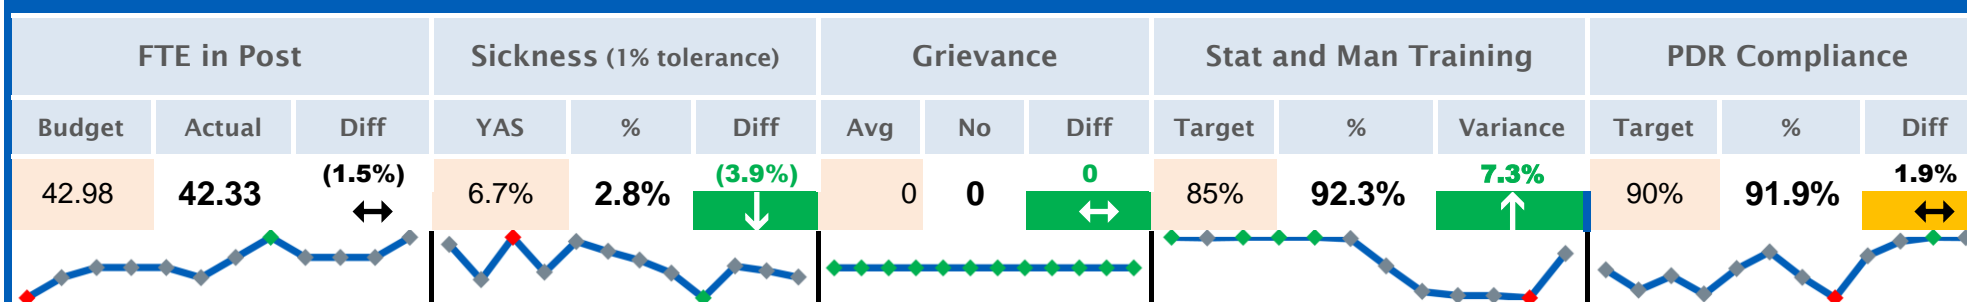 FTE in Post Sickness (1% tolerance) Grievance Stat and Man Training PDR Compliance
Budget Actual Diff YAS % Diff Avg No Diff Target % Variance Target % Diff
42.98 42.33 (1.5%) 6.7% 2.8% (3.9%) 0 0 0 85% 92.3% 7.3% 90% 91.9% 1.9%